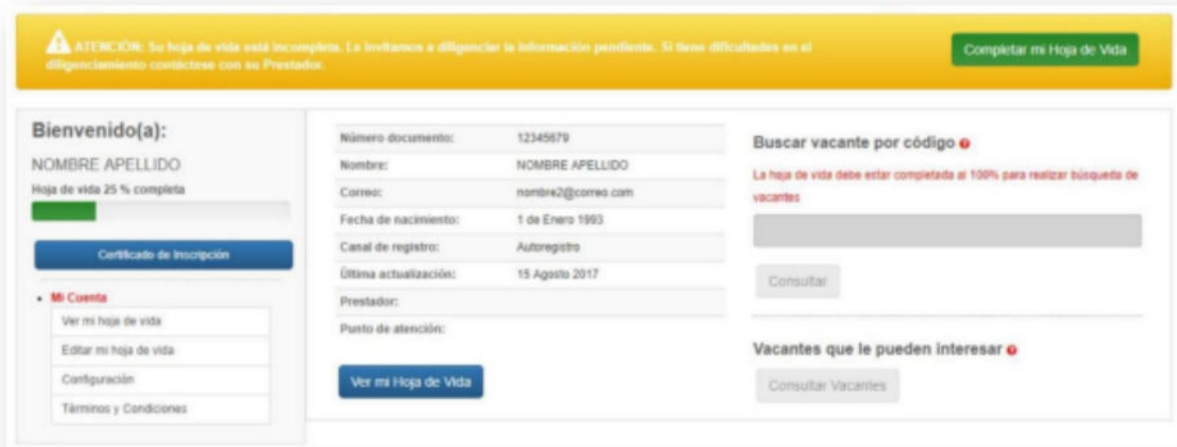 ATENCIÓN: Su hoja de vida está incompleta. Lo invitamos a diligenciar la información pendiente. Si tiene dificultades en el
diligenciamiento contáctese con su Prestador.
Completar mi Hoja de Vida
Bienvenido(a):
NOMBRE APELLIDO
Hoja de vida 25 % completa
Certificado de Inscripción
Mi Cuenta
Ver mi hoja de vida
Editar mi hoja de vida
Configuración
Términos y Condiciones
Número documento: 12345679
Nombre: NOMBRE APELLIDO
Correo: nombre2@correo.com
Fecha de nacimiento: 1 de Enero 1993
Canal de registro: Autoregistro
Última actualización: 15 Agosto 2017
Prestador:
Punto de atención:
Ver mi Hoja de Vida
Buscar vacante por código
La hoja de vida debe estar completada al 100% para realizar búsqueda de
vacantes
Consultar
Vacantes que le pueden interesar
Consultar Vacantes